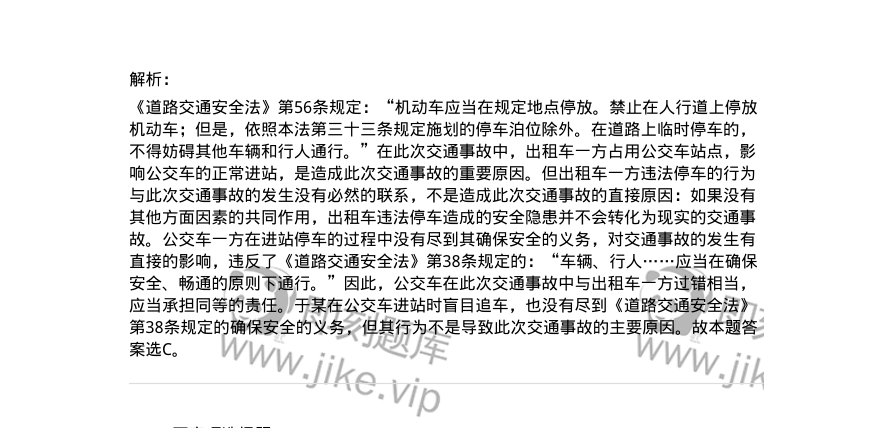 解析：
《道路交通安全法》第56条规定：“机动车应当在规定地点停放。禁止在人行道上停放
机动车；但是，依照本法第三十三条规定施划的停车泊位除外。在道路上临时停车的，
不得妨碍其他车辆和行人通行。”在此次交通事故中，出租车一方占用公交车站点，影
响公交车的正常进站，是造成此次交通事故的重要原因。但出租车一方违法停车的行为
与此次交通事故的发生没有必然的联系，不是造成此次交通事故的直接原因：如果没有
其他方面因素的共同作用，出租车违法停车造成的安全隐患并不会转化为现实的交通事
故。公交车一方在进站停车的过程中没有尽到其确保安全的义务，对交通事故的发生有
直接的影响，违反了《道路交通安全法》第38条规定的：“车辆、行人……应当在确保
安全、畅通的原则下通行。”因此，公交车在此次交通事故中与出租车一方过错相当，
应当承担同等的责任。于某在公交车进站时盲目追车，也没有尽到《道路交通安全法》
第38条规定的确保安全的义务，但其行为不是导致此次交通事故的主要原因。故本题答
案选C。
即刻题库
www.jike.vip
即刻
www.jik